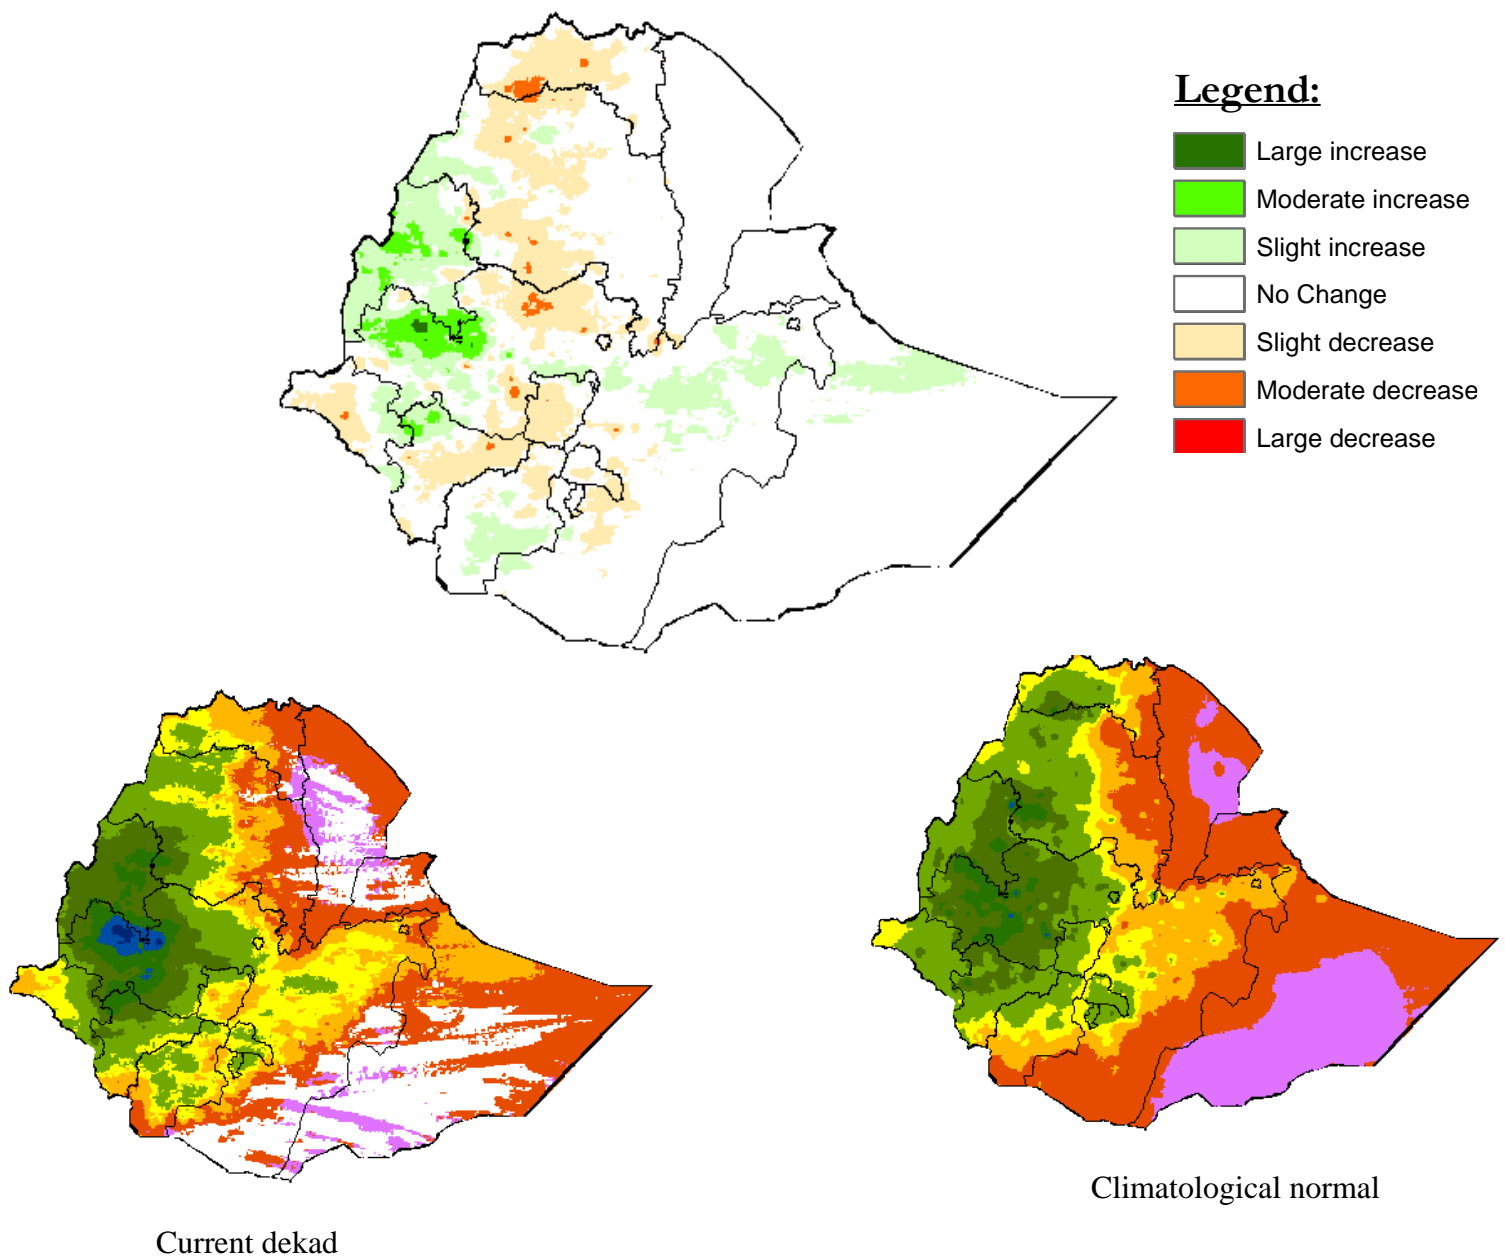 Legend:
Large increase
Moderate increase
Slight increase
No Change
Slight decrease
Moderate decrease
Large decrease
Climatological normal
Current dekad